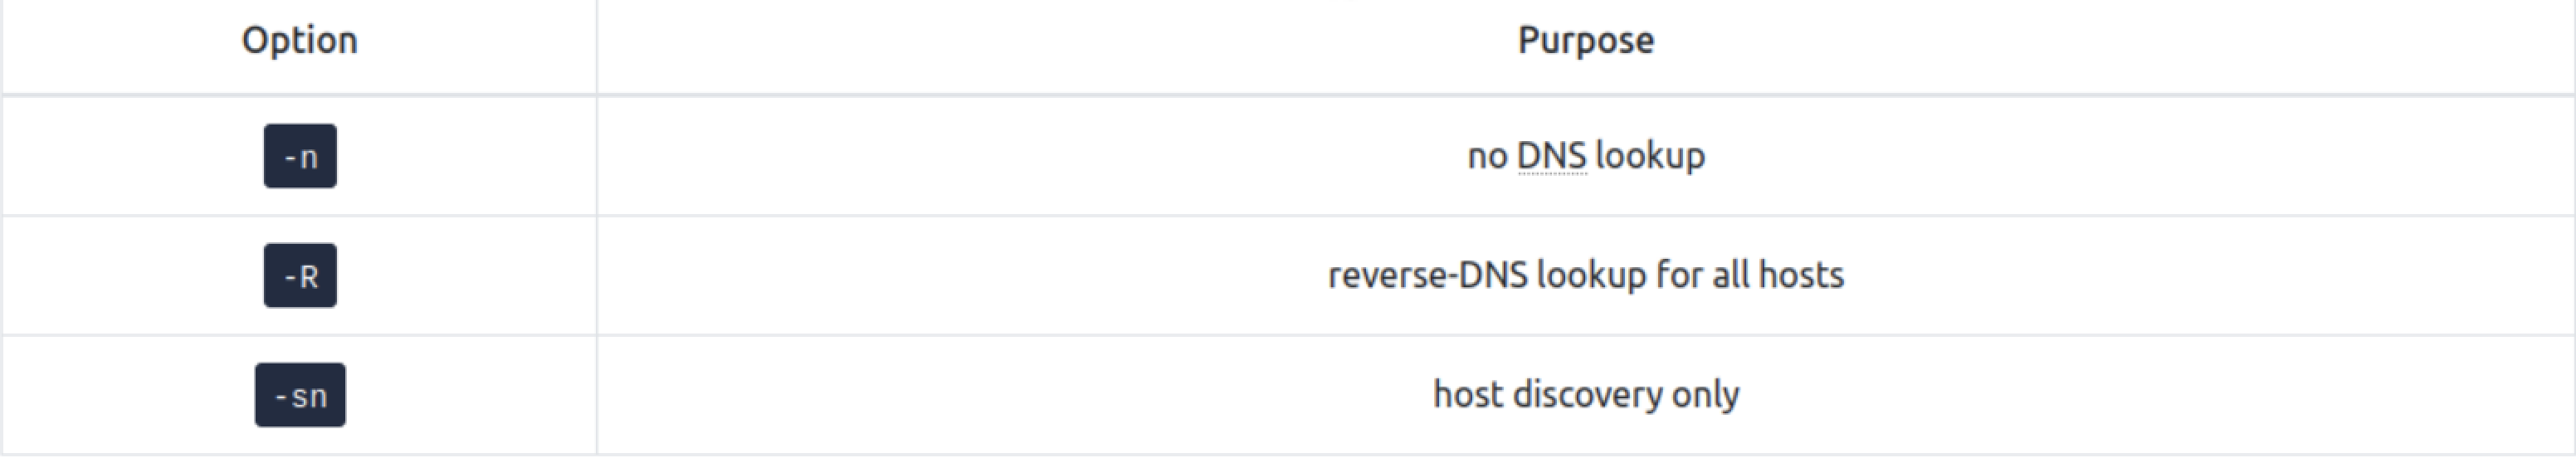 Option Purpose
-n no DNS lookup
-R reverse-DNS lookup for all hosts
-sn host discovery only